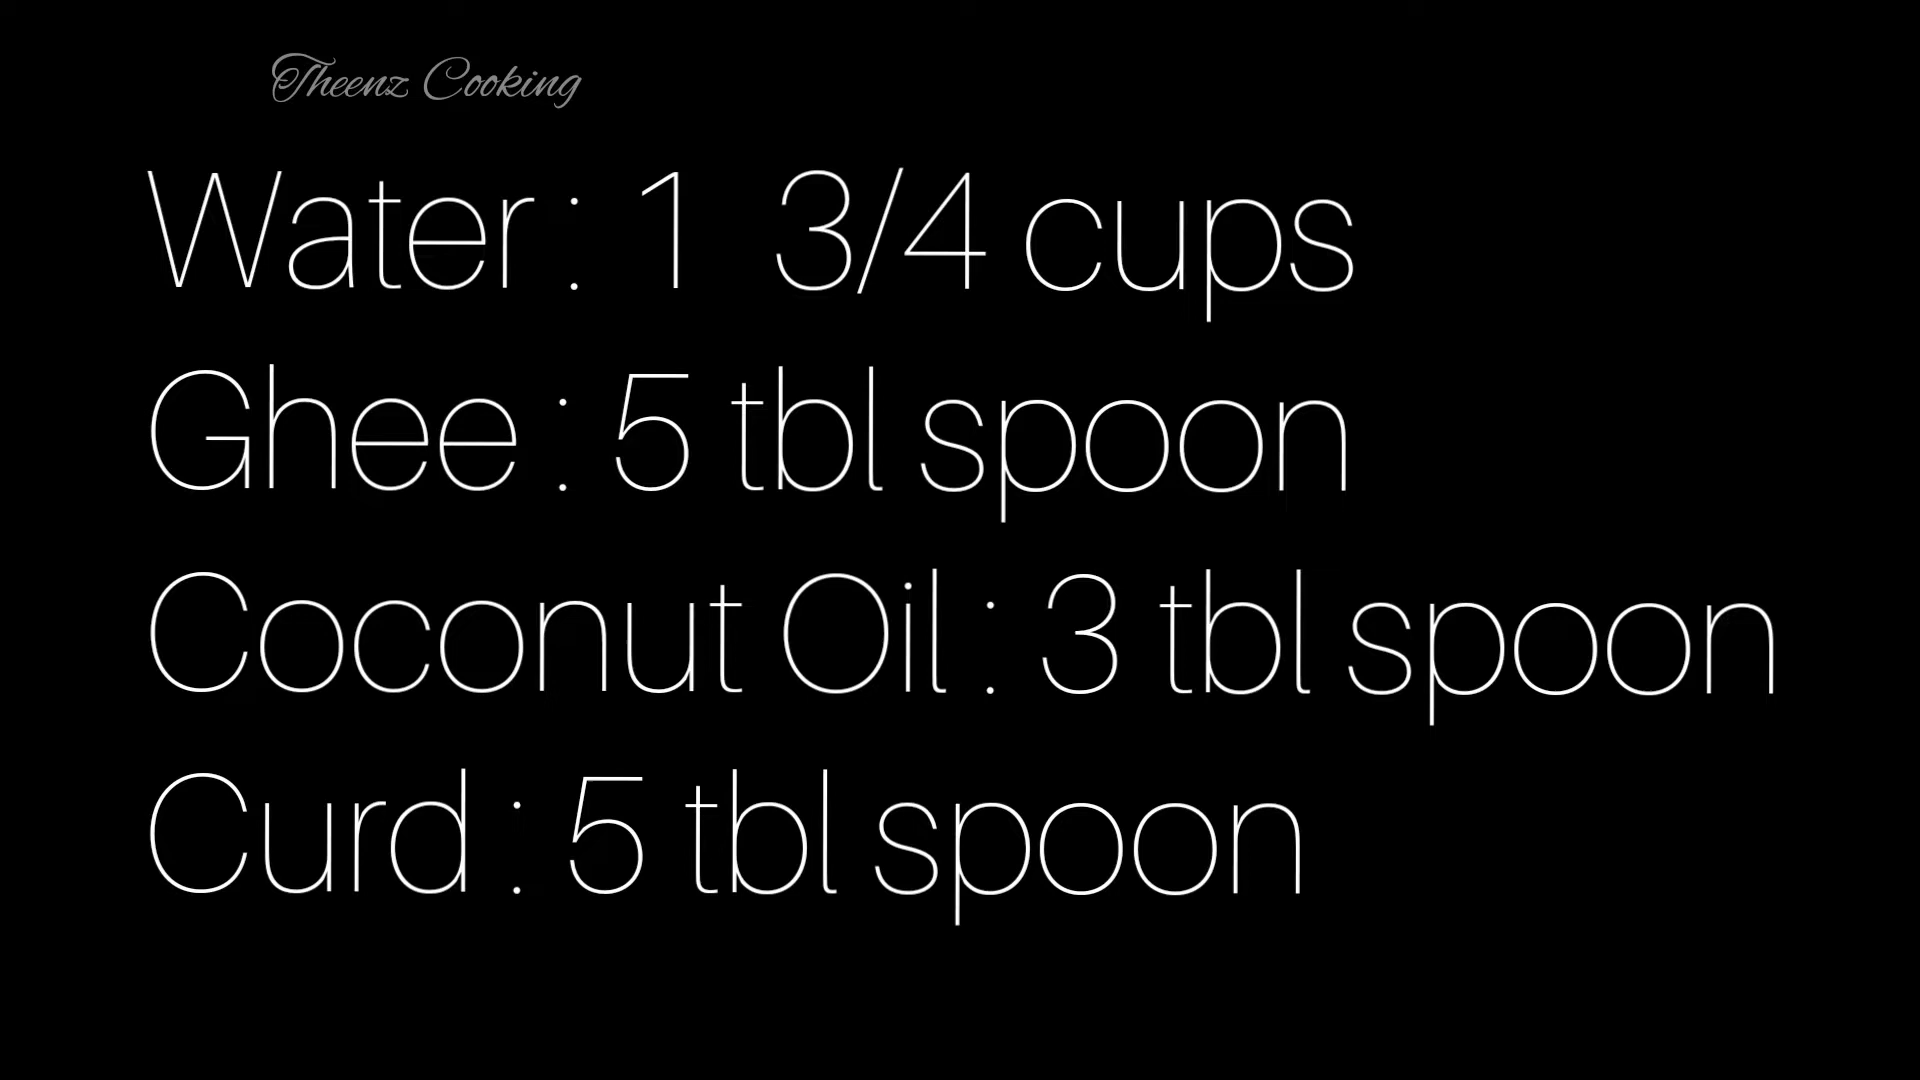 Theenz Cooking
Water : 1 3/4 cups
Ghee : 5 tbl spoon
Coconut Oil : 3 tbl spoon
Curd : 5 tbl spoon